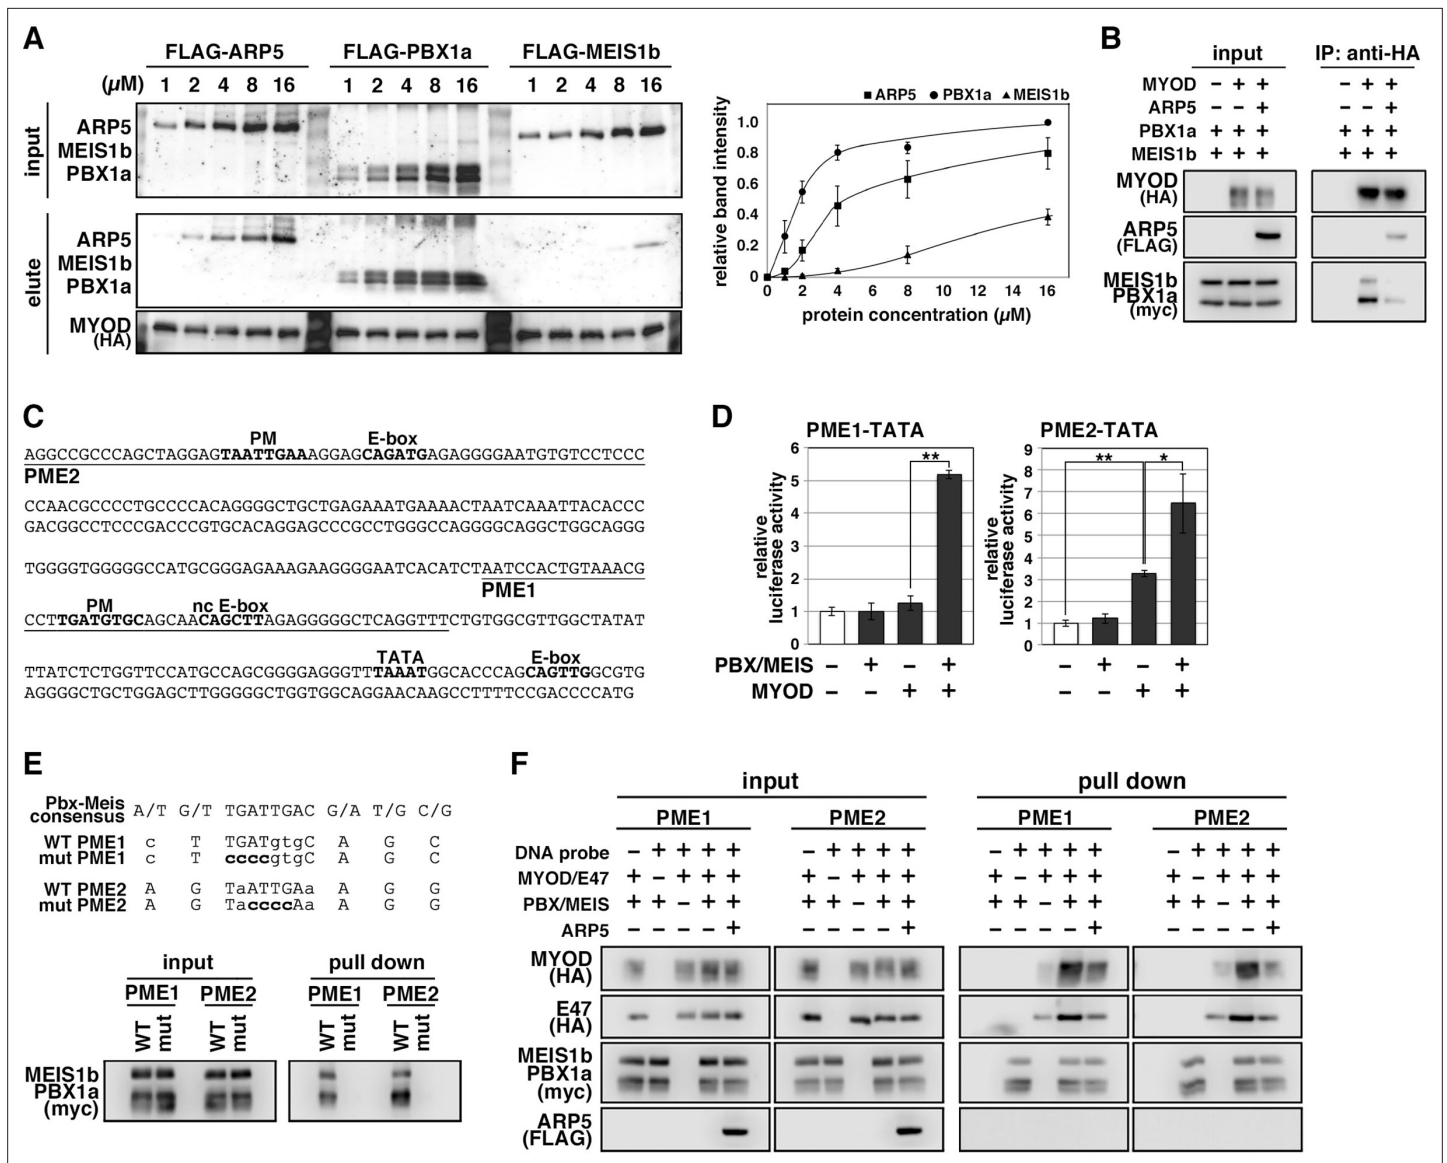 A
FLAG-ARP5 FLAG-PBX1a FLAG-MEIS1b
(µM) 1 2 4 8 16 1 2 4 8 16 1 2 4 8 16
input
ARP5
MEIS1b
PBX1a
elute
ARP5
MEIS1b
PBX1a
MYOD
(HA)
■ ARP5 ● PBX1a ▲ MEIS1b
relative band intensity
1.0
0.8
0.6
0.4
0.2
0
0 2 4 6 8 10 12 14 16
protein concentration (µM)
B
input IP: anti-HA
MYOD − + + − + +
ARP5 − − + − − +
PBX1a + + + + + +
MEIS1b + + + + + +
MYOD
(HA)
ARP5
(FLAG)
MEIS1b
PBX1a
(myc)
C
PM E-box
AGGCCGCCCAGCTAGGAGTAATTGAAAGGAGCAGATGAGAGGGGAATGTGTCCTCCC
PME2
CCAACGCCCCTGCCCCACAGGGGCTGCTGAGAAATGAAAACTAATCAAATTACACCC
GACGGCCTCCCGACCCGTGCACAGGAGCCCGCCTGGGCCAGGGGCAGGCTGGCAGGG
TGGGGTGGGGGCCATGCGGGAGAAAGAAGGGGAATCACATCTAATCCACTGTAAACG
PME1
PM nc E-box
CCTTGATGTGCAGCAACAGCTTAGAGGGGGCTCAGGTTTCTGTGGCGTTGGCTATAT
TATA E-box
TTATCTCTGGTTCCATGCCAGCGGGGAGGGTTTAAATGGCACCCAGCAGTTGGCGTG
AGGGGCTGCTGGAGCTTGGGGGCTGGTGGCAGGAACAAGCCTTTTCCGACCCCATG
D
PME1-TATA
relative
luciferase activity
6
5
4
3
2
1
0
**
PME2-TATA
relative
luciferase activity
9
8
7
6
5
4
3
2
1
0
** *
PBX/MEIS − + − + − + − +
MYOD − − + + − − + +
E
Pbx-Meis
consensus A/T G/T TGATTGAC G/A T/G C/G
WT PME1 c T TGATgtgC A G C
mut PME1 c T ccccgtgC A G C
WT PME2 A G TaATTGAa A G G
mut PME2 A G TaccccAa A G G
input pull down
PME1 PME2 PME1 PME2
WT mut WT mut WT mut WT mut
MEIS1b
PBX1a
(myc)
F
input pull down
PME1 PME2 PME1 PME2
DNA probe − + + + + − + + + + − + + + + − + + + +
MYOD/E47 + − + + + + − + + + + − + + + + − + + +
PBX/MEIS + + − + + + + − + + + + − + + + + − + +
ARP5 − − − − + − − − − + − − − − + − − − − +
MYOD
(HA)
E47
(HA)
MEIS1b
PBX1a
(myc)
ARP5
(FLAG)